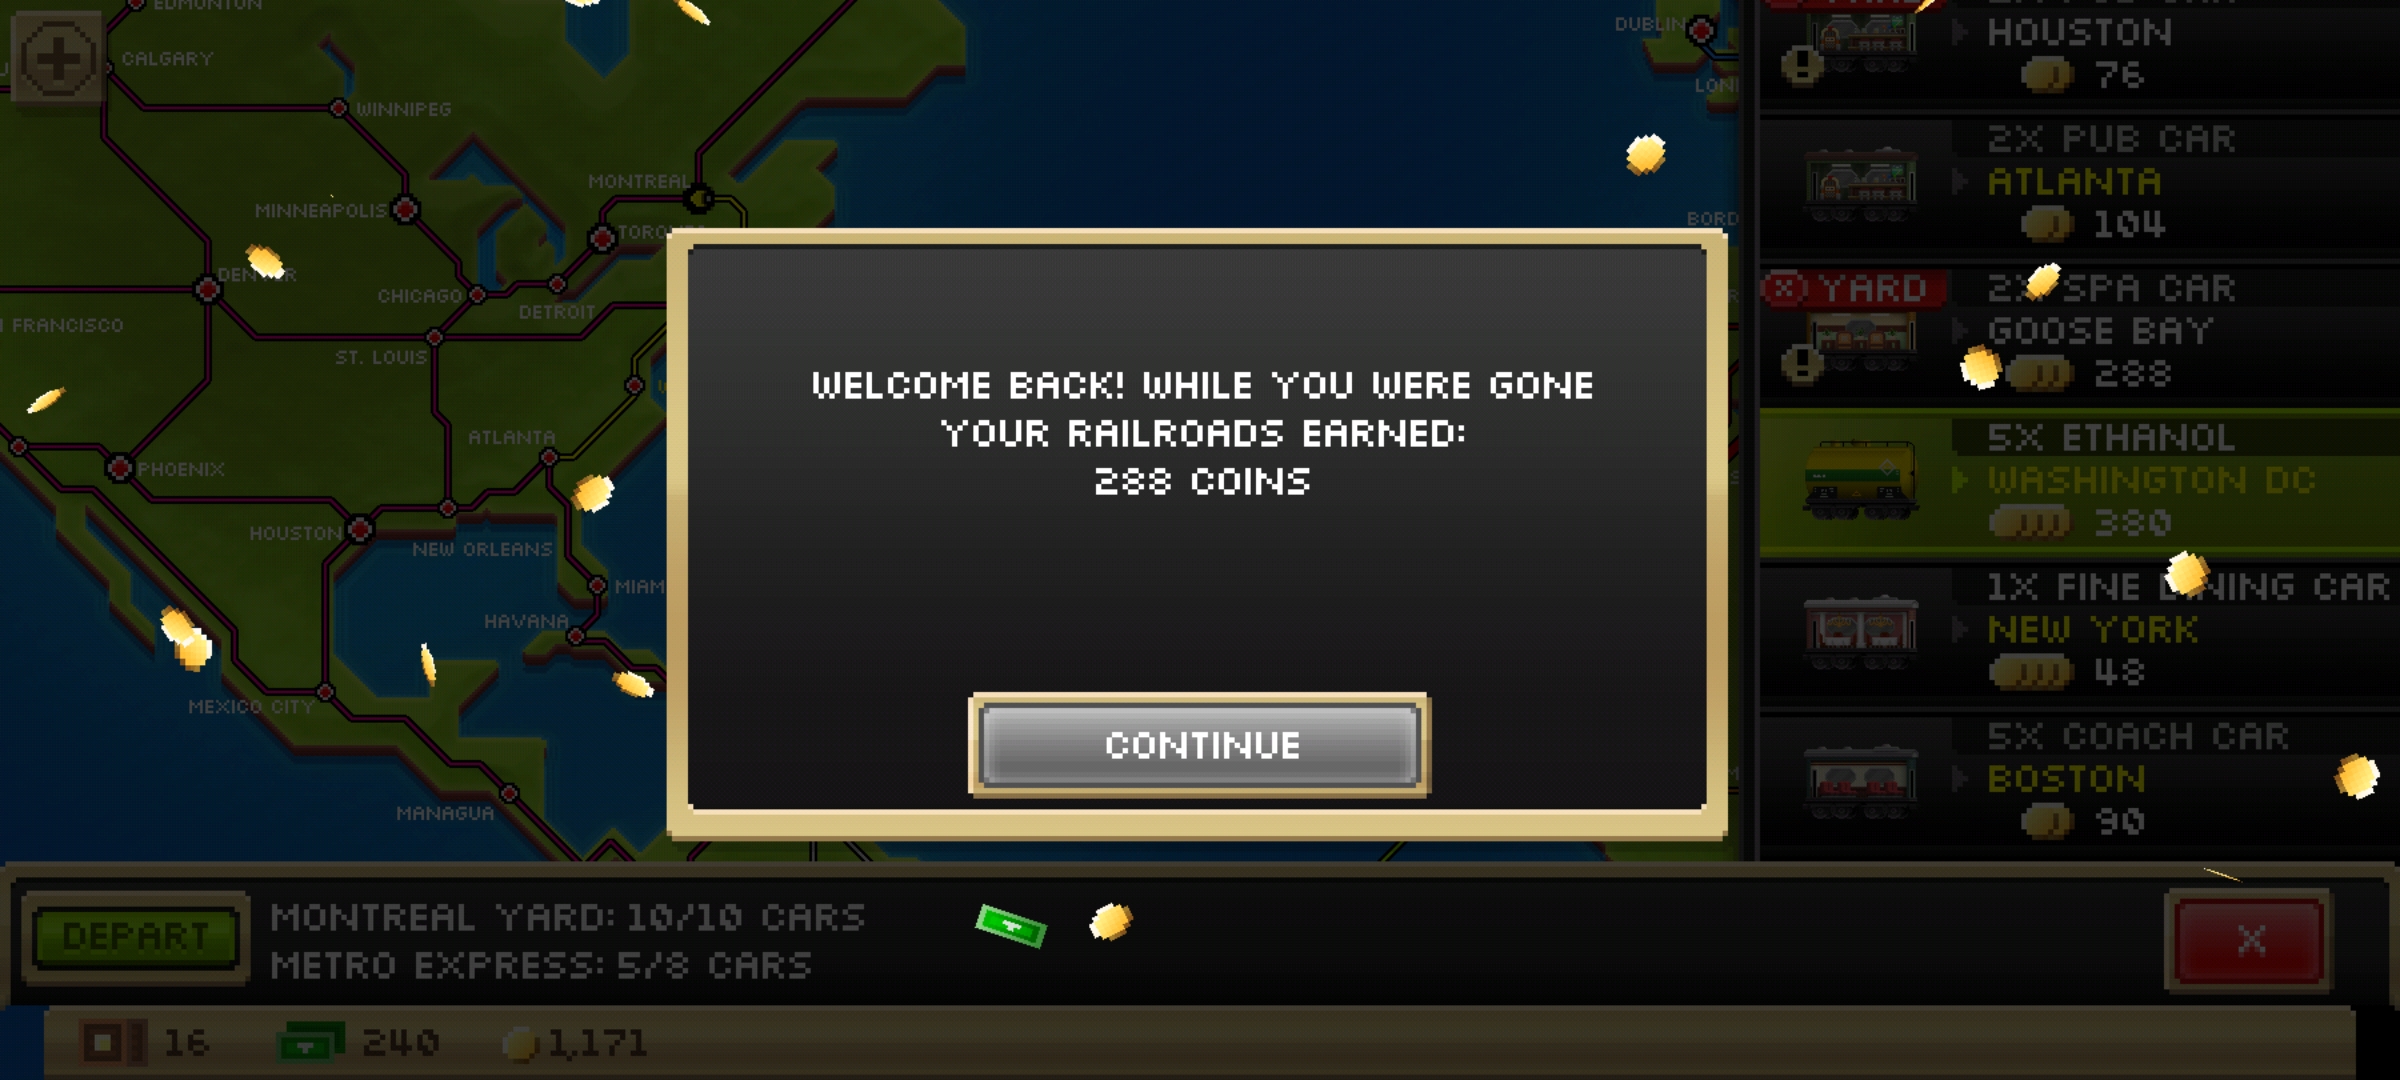 EDMONTON
CALGARY
WINNIPEG
MINNEAPOLIS
MONTREAL
DENVER
CHICAGO
DETROIT
ST. LOUIS
FRANCISCO
ATLANTA
PHOENIX
HOUSTON
NEW ORLEANS
HAVANA
MEXICO CITY
MANAGUA
DUBLIN
WELCOME BACK! WHILE YOU WERE GONE
YOUR RAILROADS EARNED:
288 COINS
CONTINUE
HOUSTON
76
2X PUB CAR
ATLANTA
104
X YARD
2X SPA CAR
GOOSE BAY
288
5X ETHANOL
WASHINGTON DC
380
1X FINE DINING CAR
NEW YORK
48
5X COACH CAR
BOSTON
90
DEPART
MONTREAL YARD: 10/10 CARS
METRO EXPRESS: 5/8 CARS
X
16 240 1,171